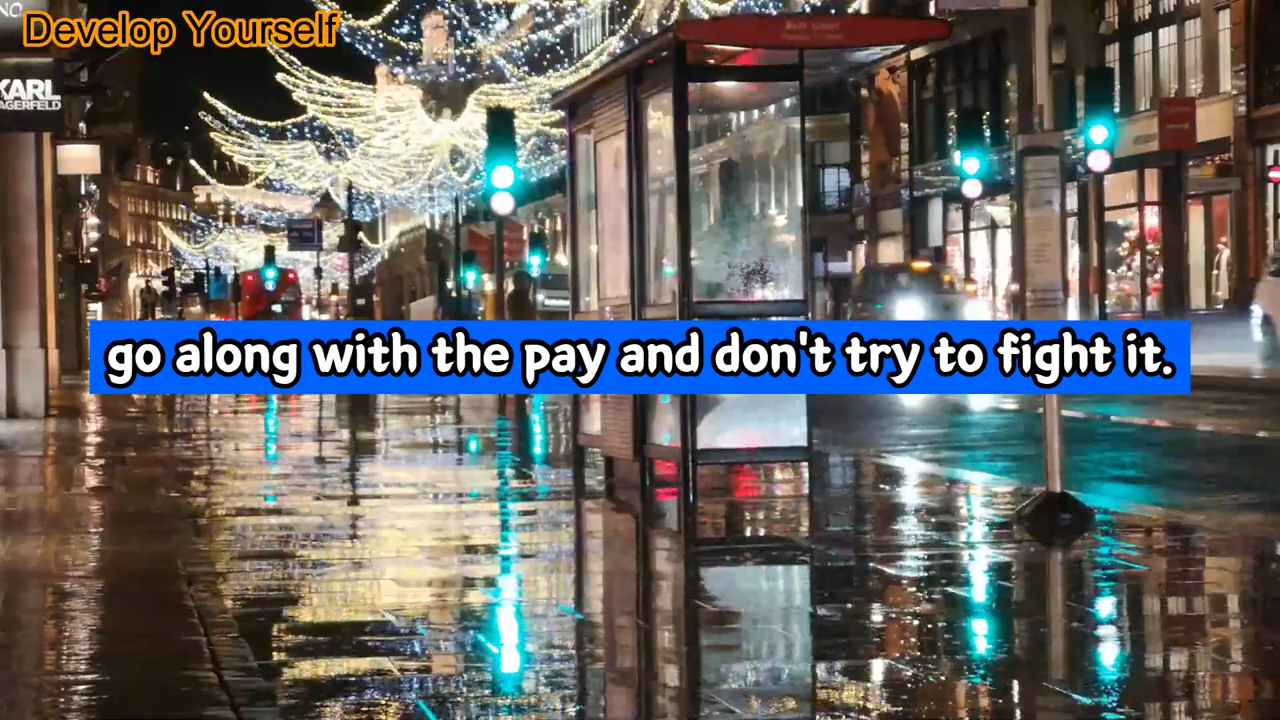 Develop Yourself
KARL
LAGERFELD
go along with the pay and don't try to fight it.